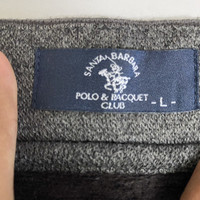 SANTA BARBARA
POLO & RACQUET
CLUB
- L -